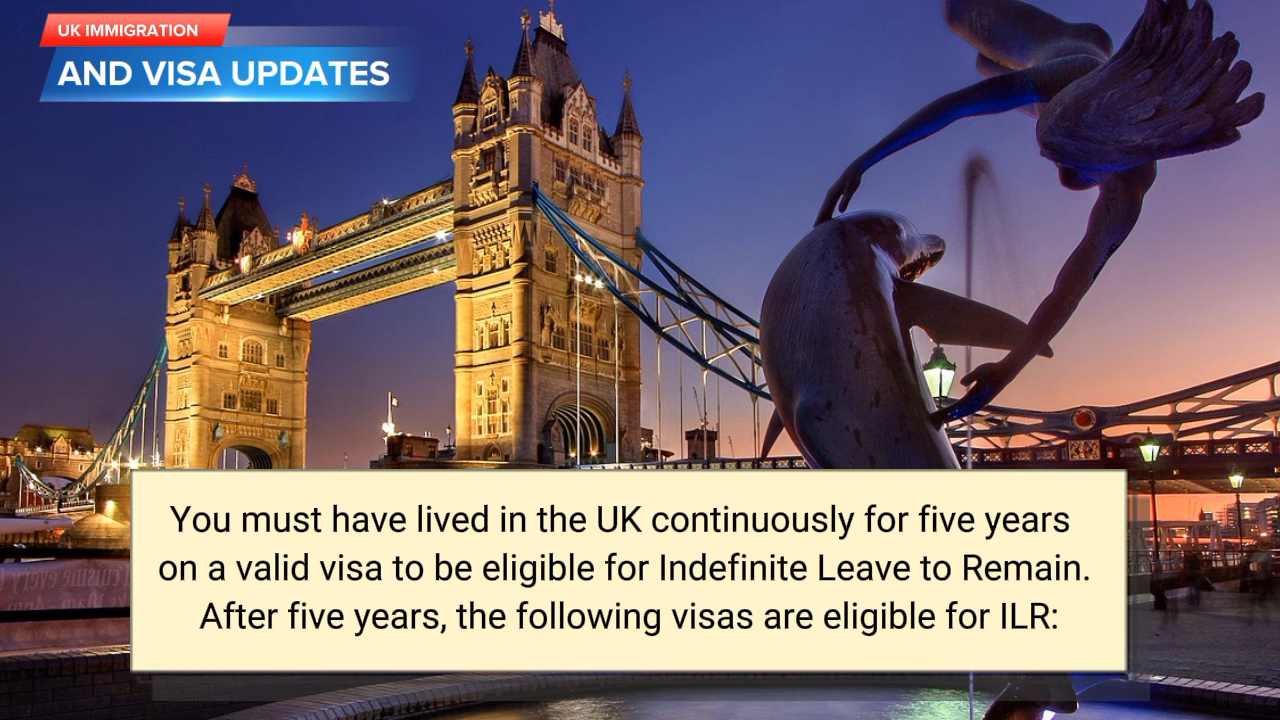 UK IMMIGRATION
AND VISA UPDATES
You must have lived in the UK continuously for five years
on a valid visa to be eligible for Indefinite Leave to Remain.
After five years, the following visas are eligible for ILR: